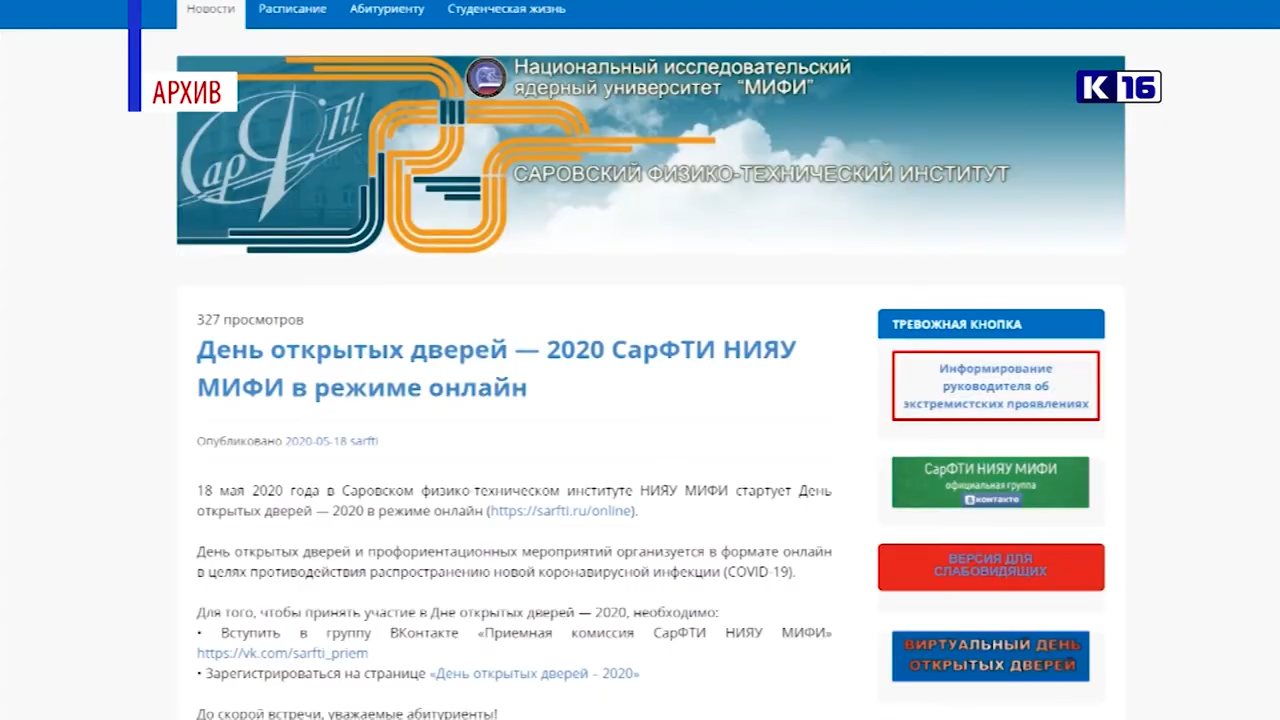 Новости Расписание Абитуриенту Студенческая жизнь
АРХИВ
К 16
СарФТИ
Национальный исследовательский
ядерный университет "МИФИ"
САРОВСКИЙ ФИЗИКО-ТЕХНИЧЕСКИЙ ИНСТИТУТ
327 просмотров
День открытых дверей — 2020 СарФТИ НИЯУ
МИФИ в режиме онлайн
Опубликовано 2020-05-18 sarfti
18 мая 2020 года в Саровском физико-техническом институте НИЯУ МИФИ стартует День
открытых дверей — 2020 в режиме онлайн (https://sarfti.ru/online).
День открытых дверей и профориентационных мероприятий организуется в формате онлайн
в целях противодействия распространению новой коронавирусной инфекции (COVID-19).
Для того, чтобы принять участие в Дне открытых дверей — 2020, необходимо:
• Вступить в группу ВКонтакте «Приемная комиссия СарФТИ НИЯУ МИФИ»
https://vk.com/sarfti_priem
• Зарегистрироваться на странице «День открытых дверей – 2020»
До скорой встречи, уважаемые абитуриенты!
ТРЕВОЖНАЯ КНОПКА
Информирование
руководителя об
экстремистских проявлениях
СарФТИ НИЯУ МИФИ
официальная группа
В контакте
ВЕРСИЯ ДЛЯ
СЛАБОВИДЯЩИХ
ВИРТУАЛЬНЫЙ ДЕНЬ
ОТКРЫТЫХ ДВЕРЕЙ